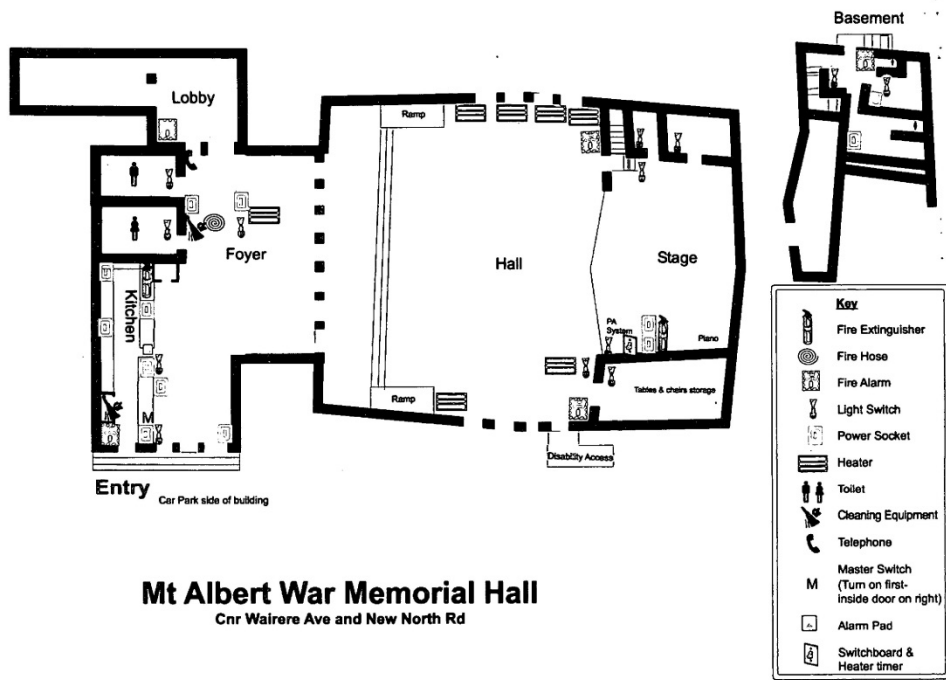 Basement
Lobby
Ramp
Foyer
Hall
Stage
Kitchen
PA
System
Piano
Tables & chairs storage
Ramp
M
Disability Access
Entry
Car Park side of building
Mt Albert War Memorial Hall
Cnr Wairere Ave and New North Rd
Key
Fire Extinguisher
Fire Hose
Fire Alarm
Light Switch
Power Socket
Heater
Toilet
Cleaning Equipment
Telephone
M
Master Switch
(Turn on first-
inside door on right)
Alarm Pad
Switchboard &
Heater timer